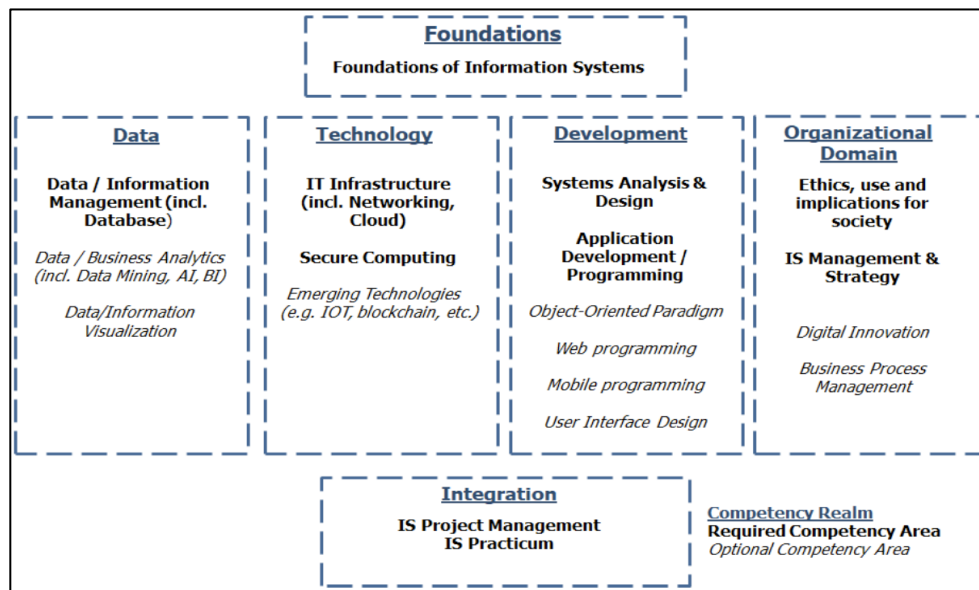 Foundations
Foundations of Information Systems
Data
Data / Information
Management (incl.
Database)
Data / Business Analytics
(incl. Data Mining, AI, BI)
Data/Information
Visualization
Technology
IT Infrastructure
(incl. Networking,
Cloud)
Secure Computing
Emerging Technologies
(e.g. IOT, blockchain, etc.)
Development
Systems Analysis &
Design
Application
Development /
Programming
Object-Oriented Paradigm
Web programming
Mobile programming
User Interface Design
Organizational
Domain
Ethics, use and
implications for
society
IS Management &
Strategy
Digital Innovation
Business Process
Management
Integration
IS Project Management
IS Practicum
Competency Realm
Required Competency Area
Optional Competency Area